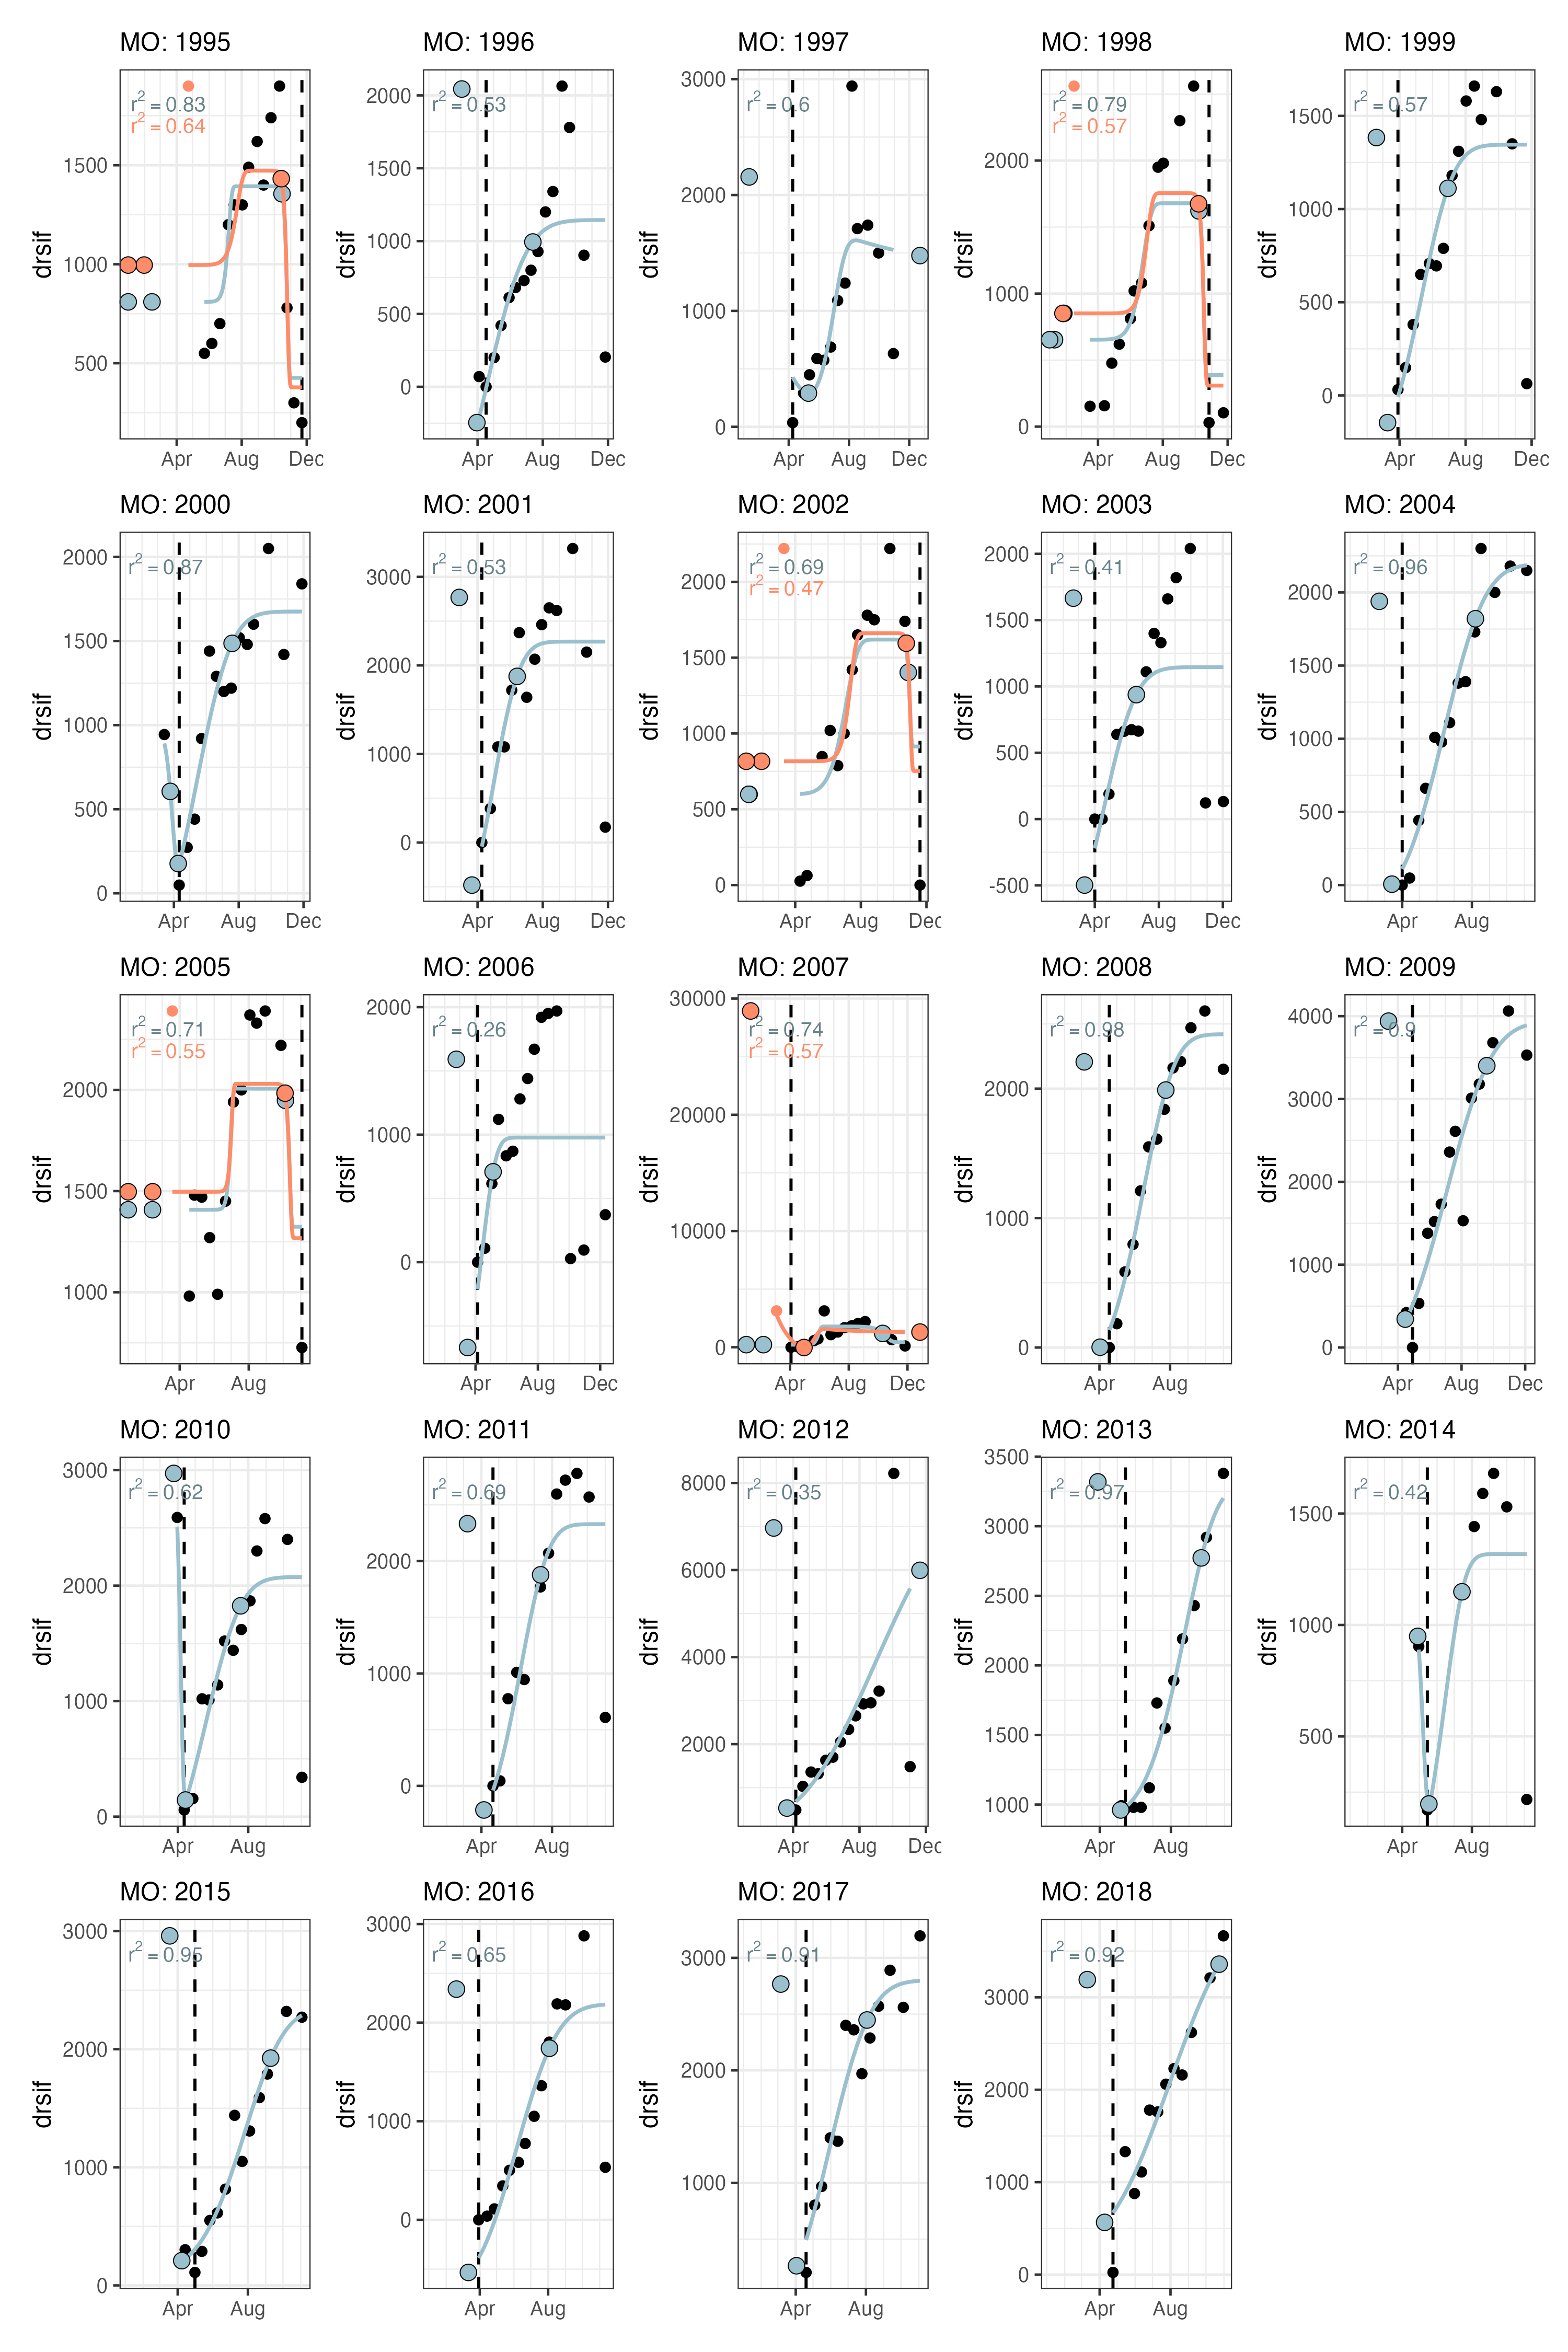 MO: 1995 MO: 1996 MO: 1997 MO: 1998 MO: 1999
r² = 0.83
r² = 0.64
1500
1000
500
drsif
Apr Aug Dec
r² = 0.53
2000
1500
1000
500
0
drsif
Apr Aug Dec
r² = 0.6
3000
2000
1000
0
drsif
Apr Aug Dec
r² = 0.79
r² = 0.57
2000
1000
0
drsif
Apr Aug Dec
r² = 0.57
1500
1000
500
0
drsif
Apr Aug Dec
MO: 2000 MO: 2001 MO: 2002 MO: 2003 MO: 2004
r² = 0.87
2000
1500
1000
500
0
drsif
Apr Aug Dec
r² = 0.53
3000
2000
1000
0
drsif
Apr Aug Dec
r² = 0.69
r² = 0.47
2000
1500
1000
500
0
drsif
Apr Aug Dec
r² = 0.41
2000
1500
1000
500
0
-500
drsif
Apr Aug Dec
r² = 0.96
2000
1500
1000
500
0
drsif
Apr Aug
MO: 2005 MO: 2006 MO: 2007 MO: 2008 MO: 2009
r² = 0.71
r² = 0.55
2000
1500
1000
drsif
Apr Aug
r² = 0.26
2000
1000
0
drsif
Apr Aug Dec
r² = 0.74
r² = 0.57
30000
20000
10000
0
drsif
Apr Aug Dec
r² = 0.98
2000
1000
0
drsif
Apr Aug
r² = 0.9
4000
3000
2000
1000
0
drsif
Apr Aug Dec
MO: 2010 MO: 2011 MO: 2012 MO: 2013 MO: 2014
r² = 0.62
3000
2000
1000
0
drsif
Apr Aug
r² = 0.69
2000
1000
0
drsif
Apr Aug
r² = 0.35
8000
6000
4000
2000
drsif
Apr Aug Dec
r² = 0.97
3500
3000
2500
2000
1500
1000
drsif
Apr Aug
r² = 0.42
1500
1000
500
drsif
Apr Aug
MO: 2015 MO: 2016 MO: 2017 MO: 2018
r² = 0.95
3000
2000
1000
0
drsif
Apr Aug
r² = 0.65
3000
2000
1000
0
drsif
Apr Aug
r² = 0.91
3000
2000
1000
drsif
Apr Aug
r² = 0.92
3000
2000
1000
0
drsif
Apr Aug